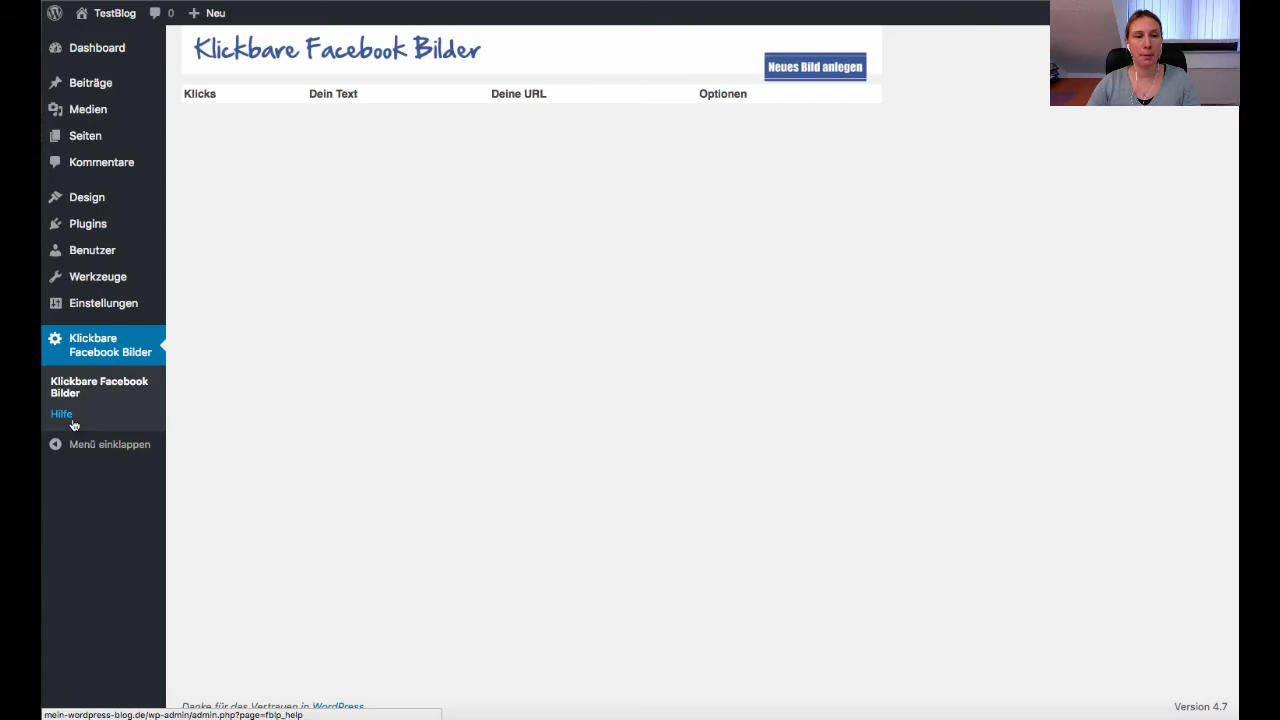 TestBlog 0 Neu
Dashboard
Beiträge
Medien
Seiten
Kommentare
Design
Plugins
Benutzer
Werkzeuge
Einstellungen
Klickbare
Facebook Bilder
Klickbare Facebook
Bilder
Hilfe
Menü einklappen
Klickbare Facebook Bilder
Neues Bild anlegen
Klicks Dein Text Deine URL Optionen
Danke für das Vertrauen in WordPress
Version 4.7
mein-wordpress-blog.de/wp-admin/admin.php?page=fblp_help